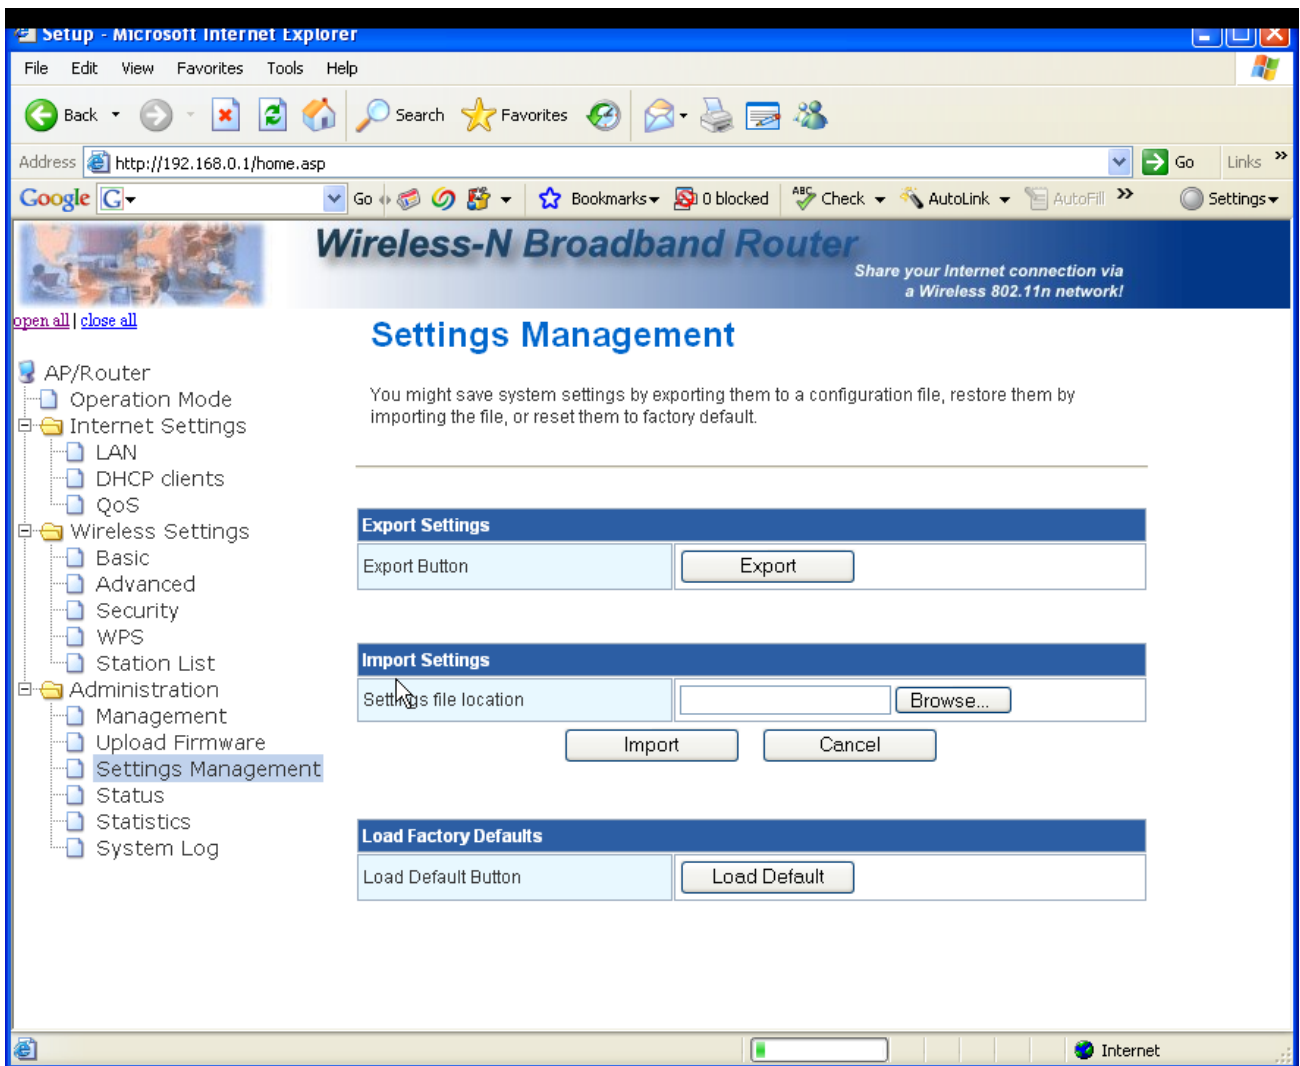 Setup - Microsoft Internet Explorer
File Edit View Favorites Tools Help
Back Search Favorites
Address http://192.168.0.1/home.asp Go Links »
Google G Go Bookmarks 0 blocked ABC Check AutoLink AutoFill » Settings
Wireless-N Broadband Router
Share your Internet connection via
a Wireless 802.11n network!
open all | close all
Settings Management
AP/Router
Operation Mode
Internet Settings
LAN
DHCP clients
QoS
Wireless Settings
Basic
Advanced
Security
WPS
Station List
Administration
Management
Upload Firmware
Settings Management
Status
Statistics
System Log
You might save system settings by exporting them to a configuration file, restore them by
importing the file, or reset them to factory default.
Export Settings
Export Button Export
Import Settings
Settings file location Browse...
Import Cancel
Load Factory Defaults
Load Default Button Load Default
Internet